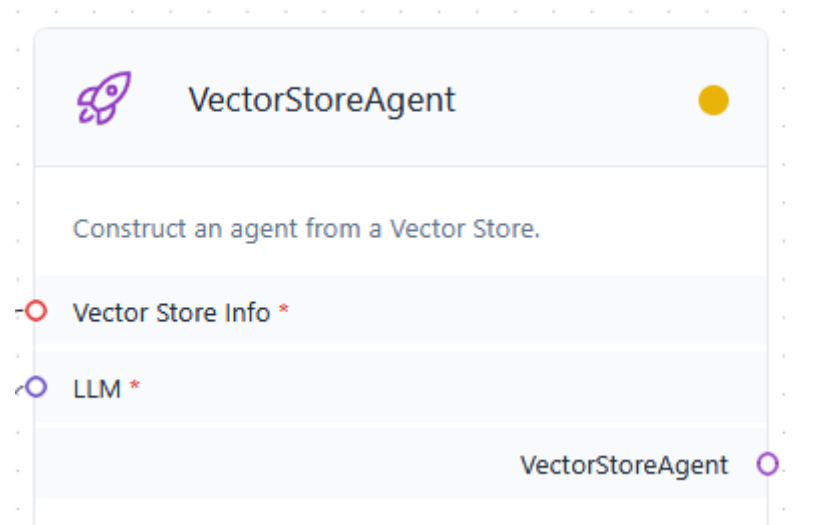 VectorStoreAgent
Construct an agent from a Vector Store.
Vector Store Info *
LLM *
VectorStoreAgent